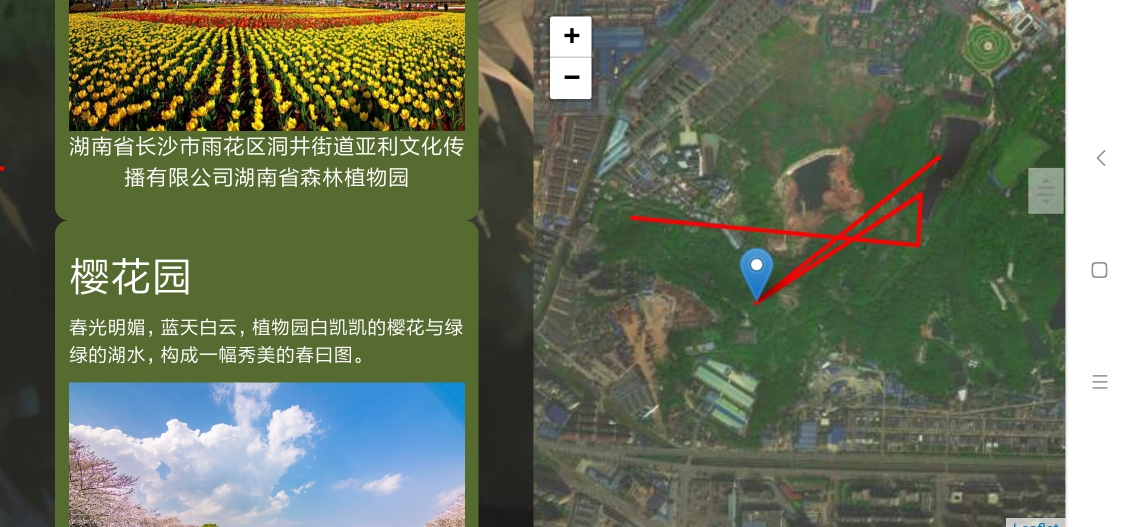 湖南省长沙市雨花区洞井街道亚利文化传
播有限公司湖南省森林植物园
樱花园
春光明媚，蓝天白云，植物园白凯凯的樱花与绿
绿的湖水，构成一幅秀美的春曰图。
+
−
Leaflet